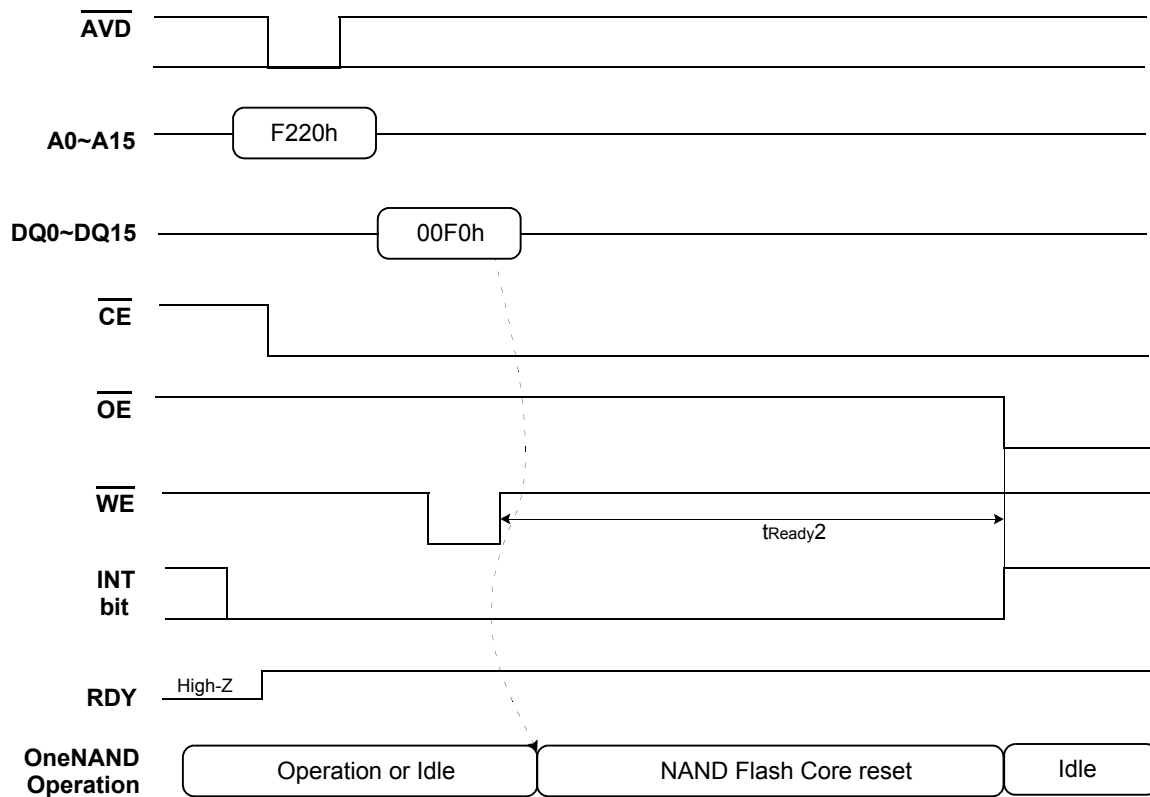 AVD
A0~A15
F220h
DQ0~DQ15
00F0h
CE
OE
WE
tReady2
INT
bit
High-Z
RDY
OneNAND
Operation
Operation or Idle
NAND Flash Core reset
Idle